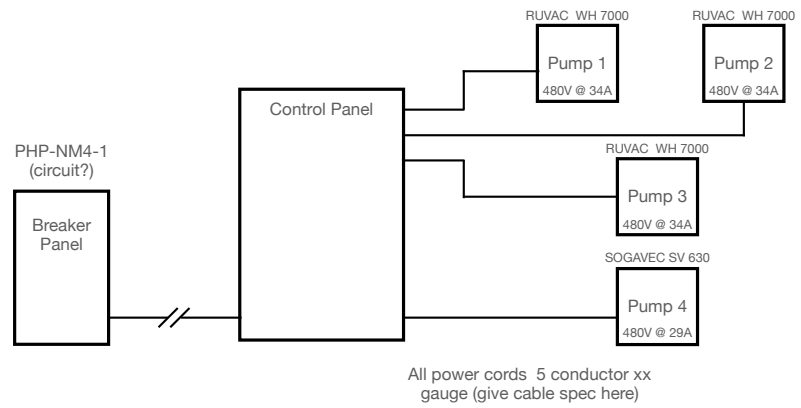 RUVAC WH 7000
Pump 1
480V @ 34A
RUVAC WH 7000
Pump 2
480V @ 34A
Control Panel
PHP-NM4-1
(circuit?)
Breaker
Panel
RUVAC WH 7000
Pump 3
480V @ 34A
SOGAVEC SV 630
Pump 4
480V @ 29A
All power cords 5 conductor xx
gauge (give cable spec here)